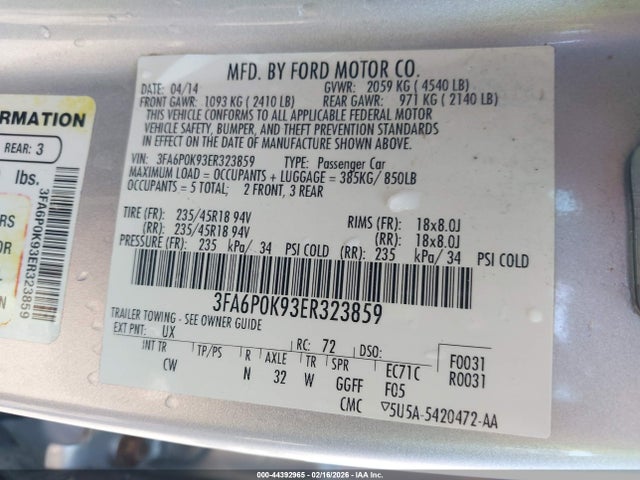 MFD. BY FORD MOTOR CO.
DATE: 04/14 GVWR: 2059 KG ( 4540 LB)
FRONT GAWR: 1093 KG ( 2410 LB) REAR GAWR: 971 KG ( 2140 LB)
THIS VEHICLE CONFORMS TO ALL APPLICABLE FEDERAL MOTOR
VEHICLE SAFETY, BUMPER, AND THEFT PREVENTION STANDARDS
IN EFFECT ON THE DATE OF MANUFACTURE SHOWN ABOVE.
VIN: 3FA6P0K93ER323859 TYPE: Passenger Car
MAXIMUM LOAD = OCCUPANTS + LUGGAGE = 385KG/ 850LB
OCCUPANTS = 5 TOTAL; 2 FRONT, 3 REAR
TIRE (FR): 235/45R18 94V RIMS (FR): 18x8.0J
(RR): 235/45R18 94V (RR): 18x8.0J
PRESSURE (FR): 235 kPa/ 34 PSI COLD (RR): 235 kPa/ 34 PSI COLD
3FA6P0K93ER323859
TRAILER TOWING - SEE OWNER GUIDE
EXT PNT: UX RC: 72 DSO:
INT TR TP/PS R AXLE TR SPR EC71C F0031
CW N 32 W GGFF F05 R0031
CMC ▽5U5A-5420472-AA
FORMATION
REAR: 3
lbs.
RS
OR
3FA6P0K93ER323859
000-44392965 - 02/16/2026 - IAA Inc.